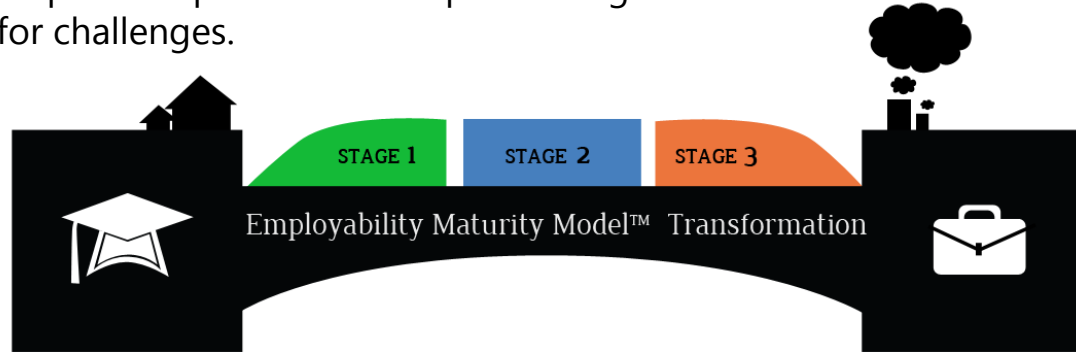 for challenges.
STAGE 1
STAGE 2
STAGE 3
Employability Maturity Model™ Transformation